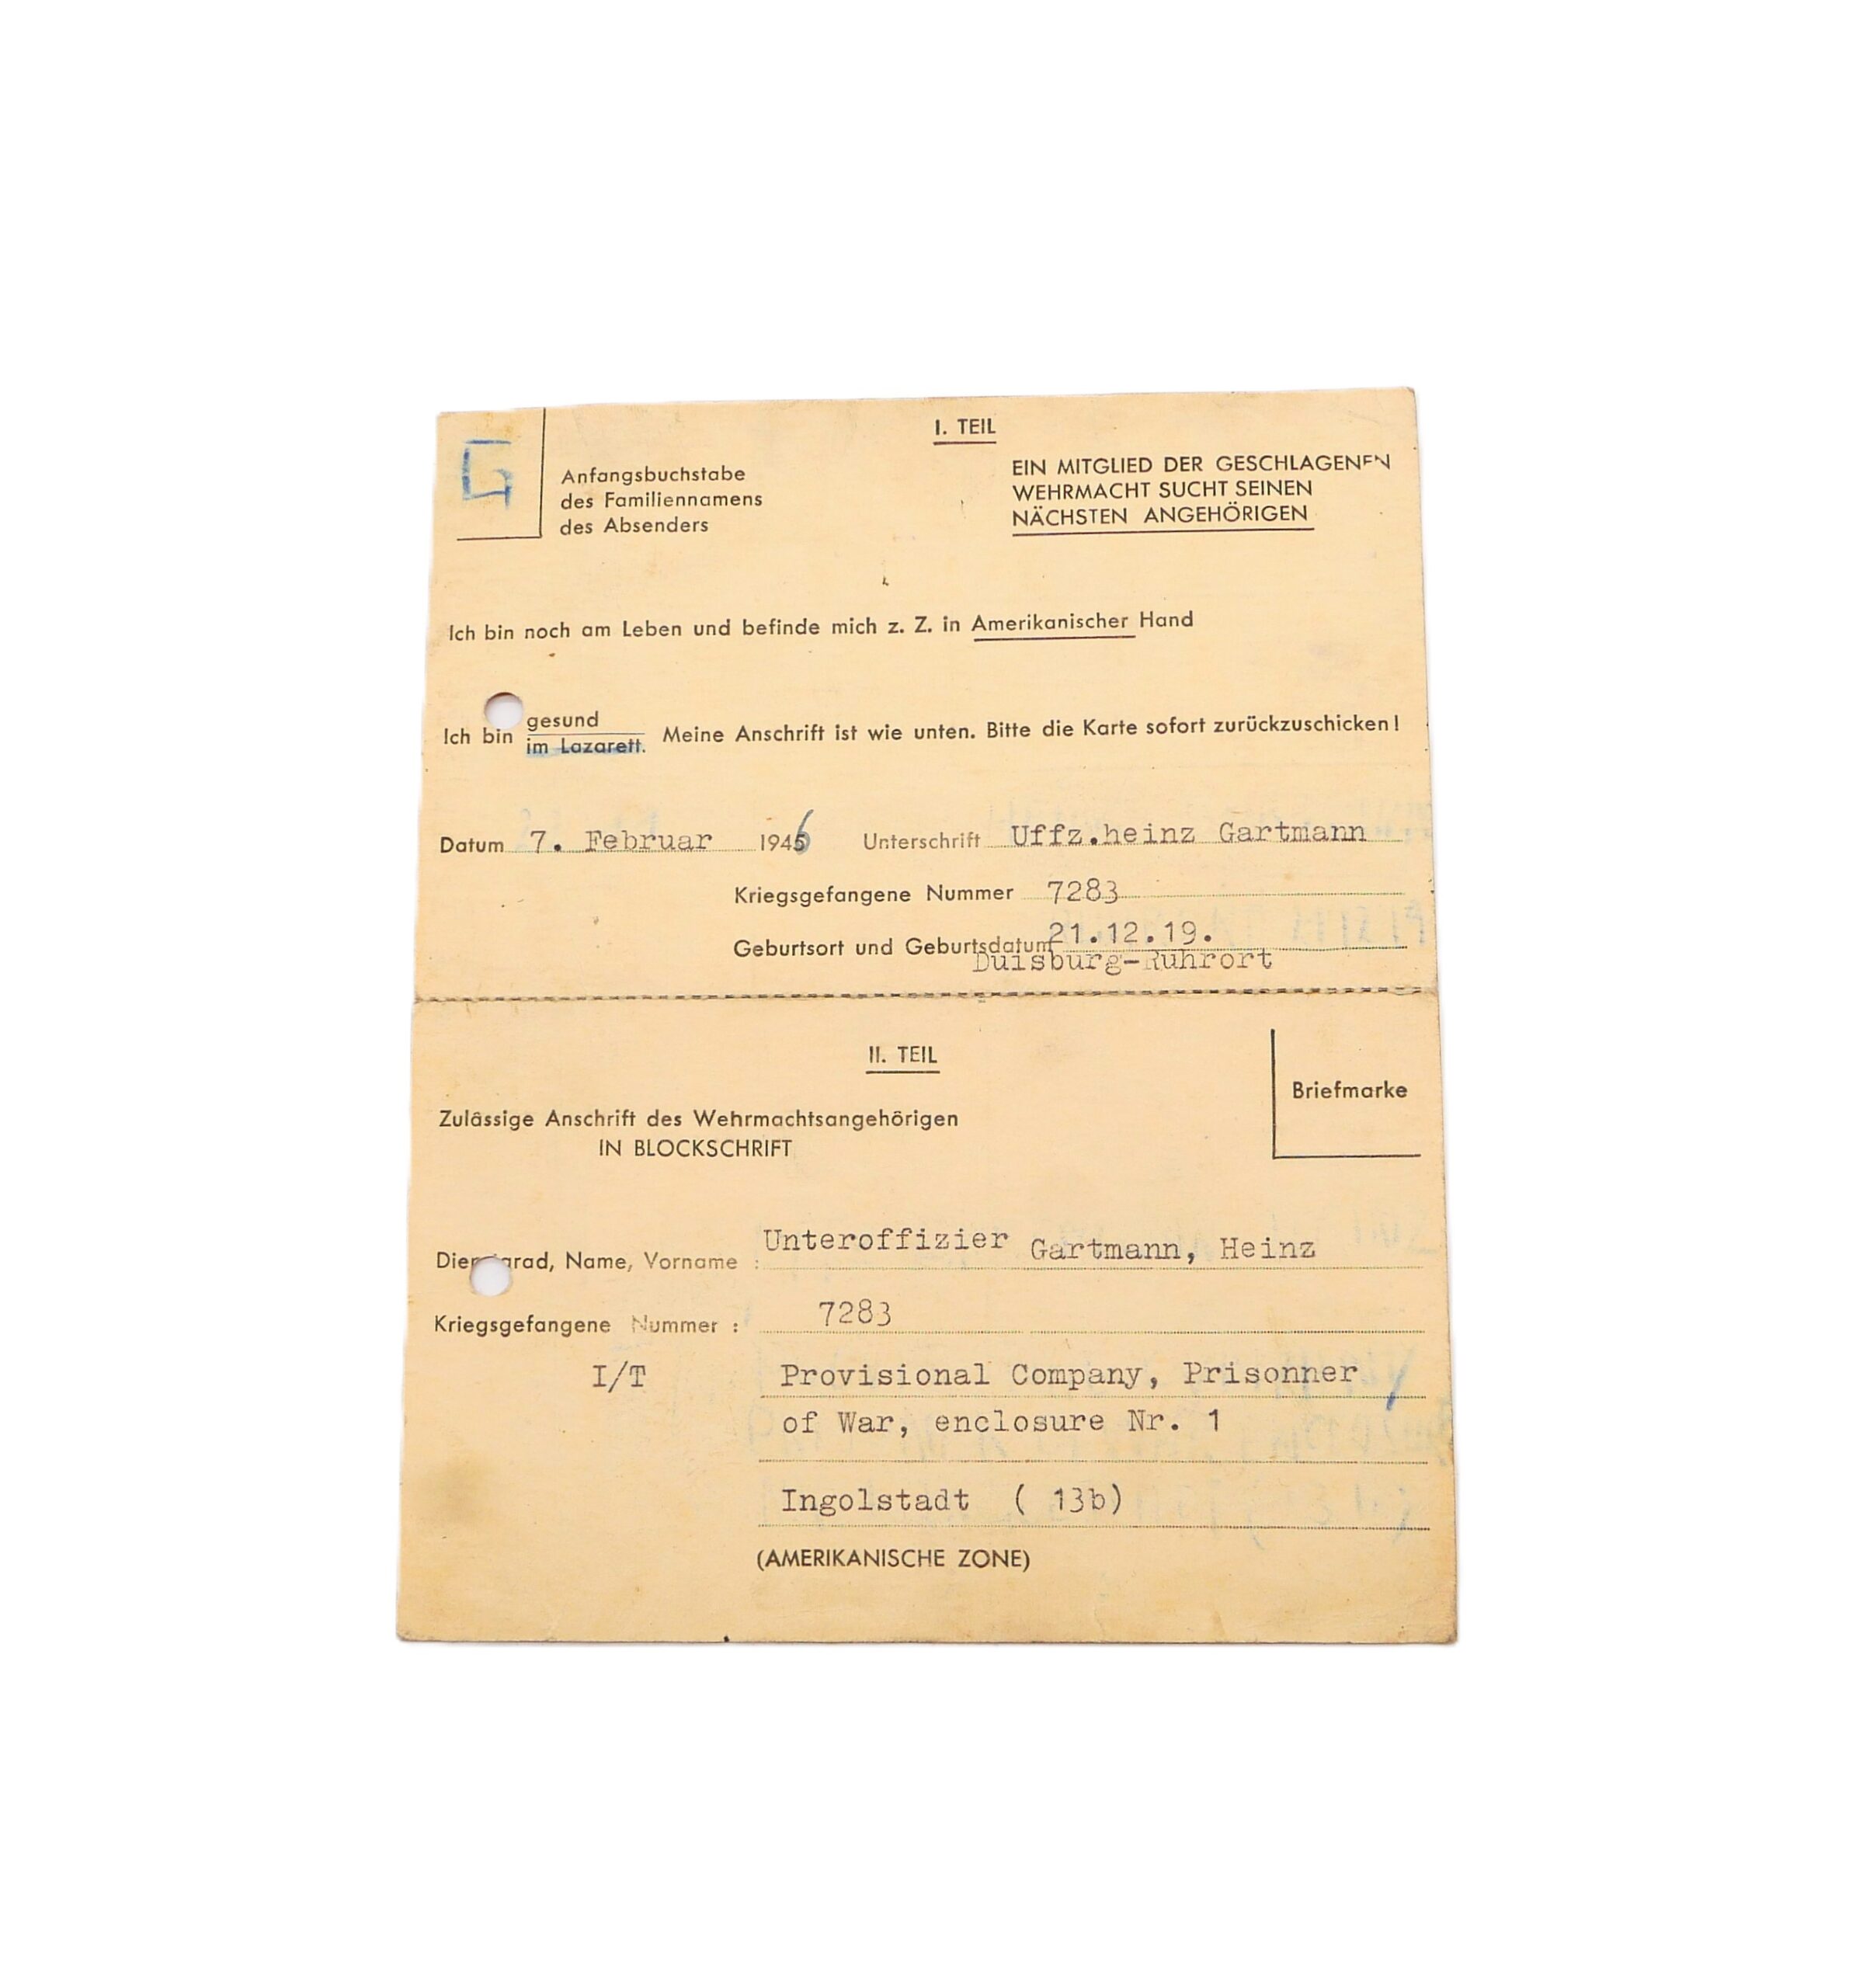 I. TEIL
G
Anfangsbuchstabe
des Familiennamens
des Absenders
EIN MITGLIED DER GESCHLAGENEN
WEHRMACHT SUCHT SEINEN
NÄCHSTEN ANGEHÖRIGEN
Ich bin noch am Leben und befinde mich z. Z. in Amerikanischer Hand
Ich bin gesund
im Lazarett. Meine Anschrift ist wie unten. Bitte die Karte sofort zurückzuschicken!
Datum 7. Februar 1946 Unterschrift Uffz.heinz Gartmann
Kriegsgefangene Nummer 7283
Geburtsort und Geburtsdatum 21.12.19.
Duisburg-Ruhrort
II. TEIL
Briefmarke
Zulässige Anschrift des Wehrmachtsangehörigen
IN BLOCKSCHRIFT
Dienstgrad, Name, Vorname : Unteroffizier Gartmann, Heinz
Kriegsgefangene Nummer : 7283
I/T Provisional Company, Prisonner
of War, enclosure Nr. 1
Ingolstadt ( 13b)
(AMERIKANISCHE ZONE)